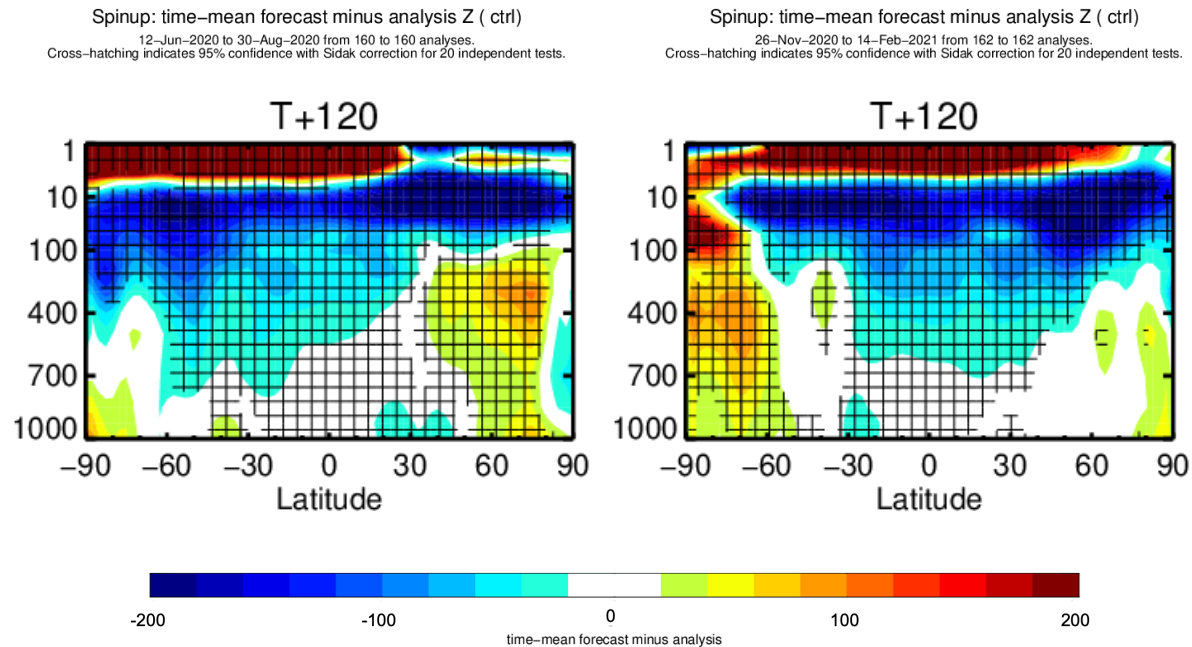 Spinup: time−mean forecast minus analysis Z ( ctrl)
12−Jun−2020 to 30−Aug−2020 from 160 to 160 analyses.
Cross−hatching indicates 95% confidence with Sidak correction for 20 independent tests.
T+120
1
10
100
400
700
1000
−90 −60 −30 0 30 60 90
Latitude
Spinup: time−mean forecast minus analysis Z ( ctrl)
26−Nov−2020 to 14−Feb−2021 from 162 to 162 analyses.
Cross−hatching indicates 95% confidence with Sidak correction for 20 independent tests.
T+120
1
10
100
400
700
1000
−90 −60 −30 0 30 60 90
Latitude
-200 -100 0 100 200
time−mean forecast minus analysis